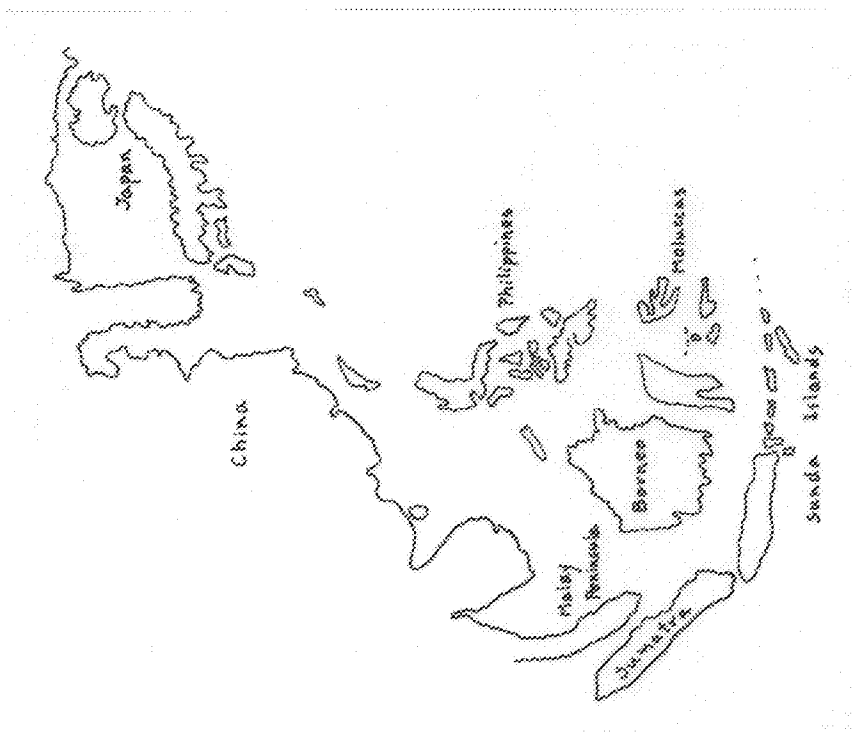 Japan
China
Philippines
Moluccas
Malay
Peninsula
Borneo
Sumatra
Sunda Islands